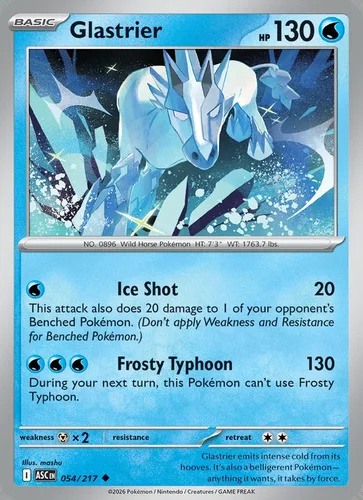 BASIC
Glastrier HP 130
NO. 0896 Wild Horse Pokémon HT: 7'3" WT: 1763.7 lbs.
Ice Shot 20
This attack also does 20 damage to 1 of your opponent's
Benched Pokémon. (Don't apply Weakness and Resistance
for Benched Pokémon.)
Frosty Typhoon 130
During your next turn, this Pokémon can't use Frosty
Typhoon.
weakness ×2 resistance retreat
Illus. mashu
Glastrier emits intense cold from its
hooves. It's also a belligerent Pokémon—
anything it wants, it takes by force.
I ASC EN 054/217
©2026 Pokémon / Nintendo / Creatures / GAME FREAK